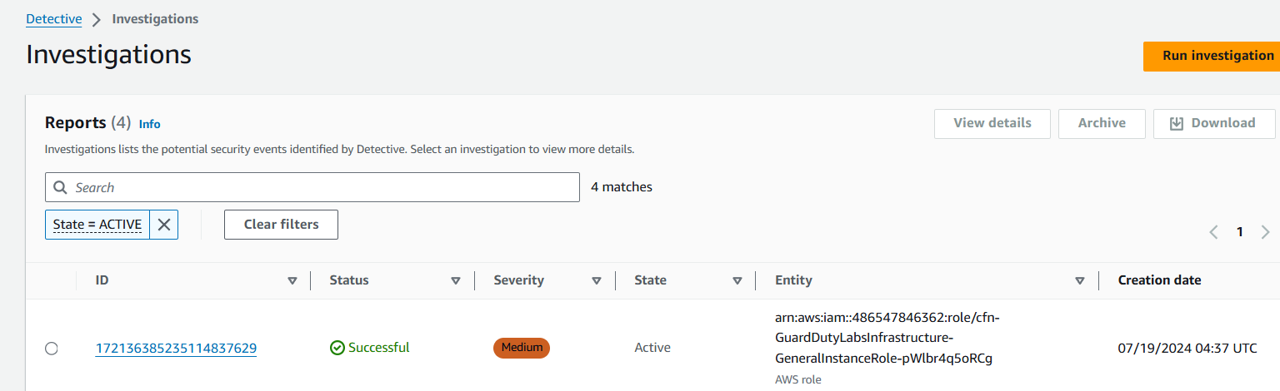 Detective > Investigations
Investigations
Run investigation
Reports (4) Info
View details
Archive
Download
Investigations lists the potential security events identified by Detective. Select an investigation to view more details.
Search
4 matches
State = ACTIVE
Clear filters
1
ID Status Severity State Entity Creation date
172136385235114837629 Successful Medium Active
arn:aws:iam::486547846362:role/cfn-
GuardDutyLabsInfrastructure-
GeneralInstanceRole-pWlbr4q5oRCg
AWS role
07/19/2024 04:37 UTC